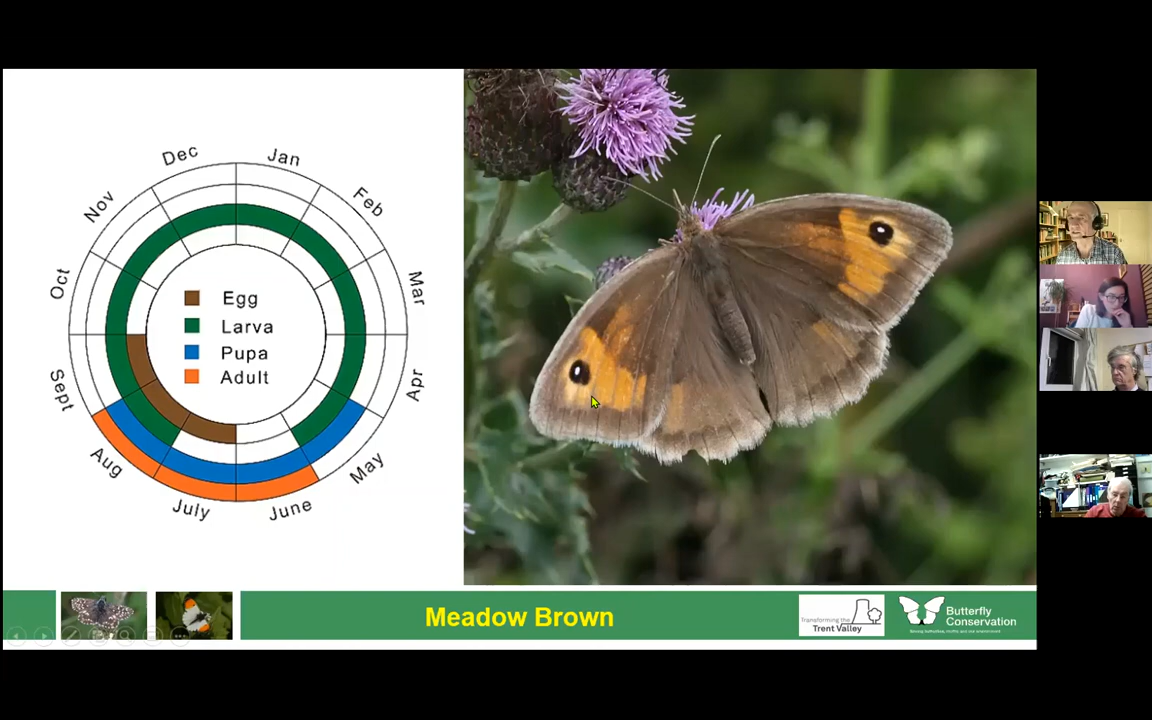 Dec
Jan
Nov
Feb
Oct
Mar
Egg
Larva
Pupa
Adult
Sept
Apr
Aug
May
July
June
Meadow Brown
Transforming the
Trent Valley
Butterfly
Conservation